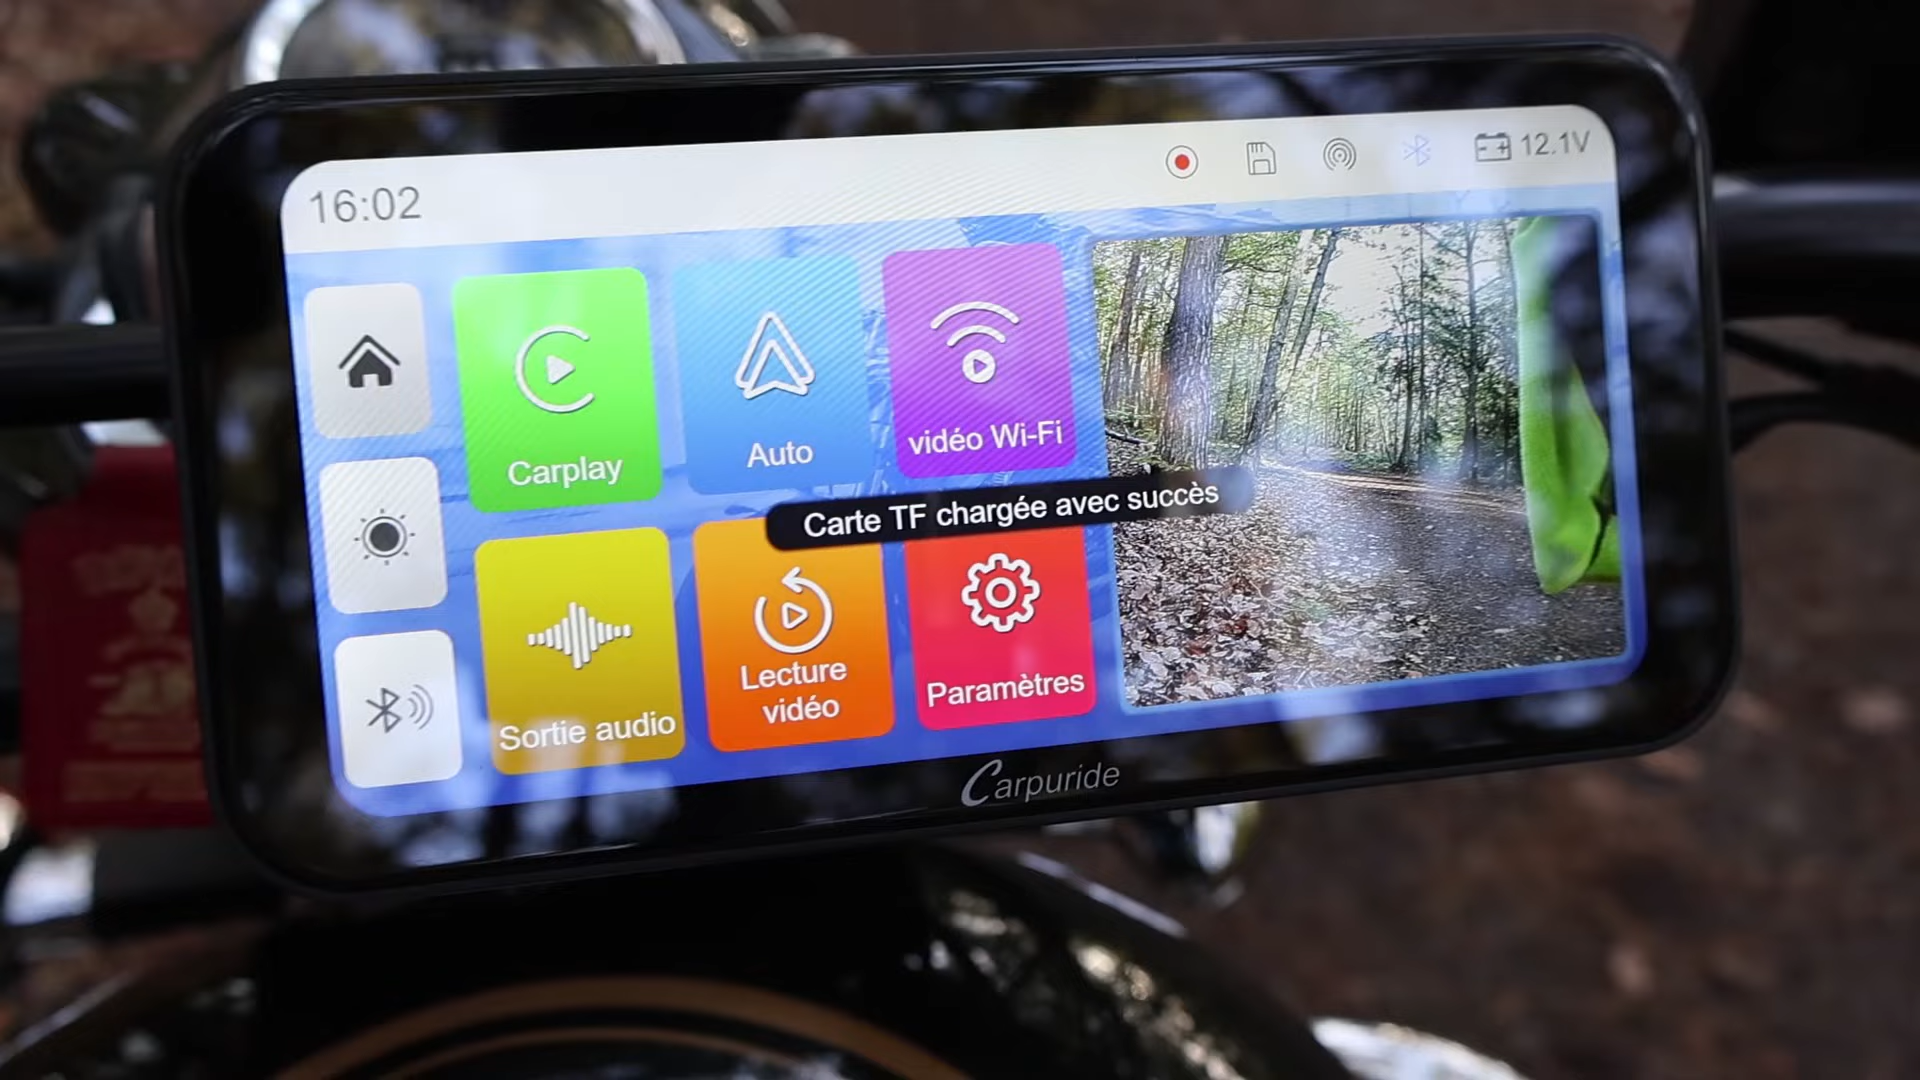 16:02
12.1V
Carplay
Auto
vidéo Wi-Fi
Carte TF chargée avec succès
Sortie audio
Lecture
vidéo
Paramètres
Carpuride